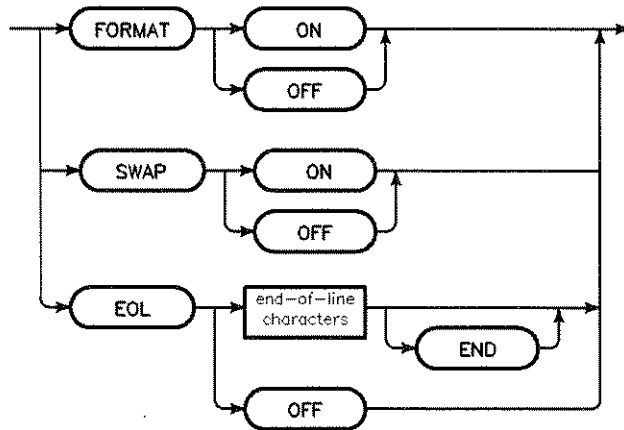 FORMAT
ON
OFF
SWAP
ON
OFF
EOL
end-of-line
characters
END
OFF